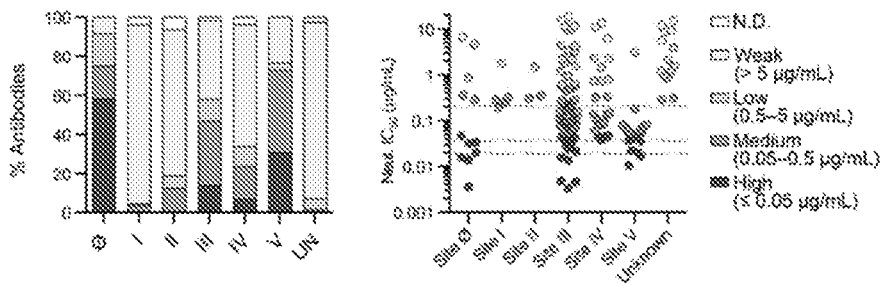 % Antibodies
100
80
60
40
20
0
Ø
I
II
III
IV
V
UN
Neut. IC50 (µg/mL)
10
1
0.1
0.01
0.001
Site Ø
Site I
Site II
Site III
Site IV
Site V
Unknown
N.D.
Weak
(> 5 µg/mL)
Low
(0.5–5 µg/mL)
Medium
(0.05–0.5 µg/mL)
High
(≤ 0.05 µg/mL)